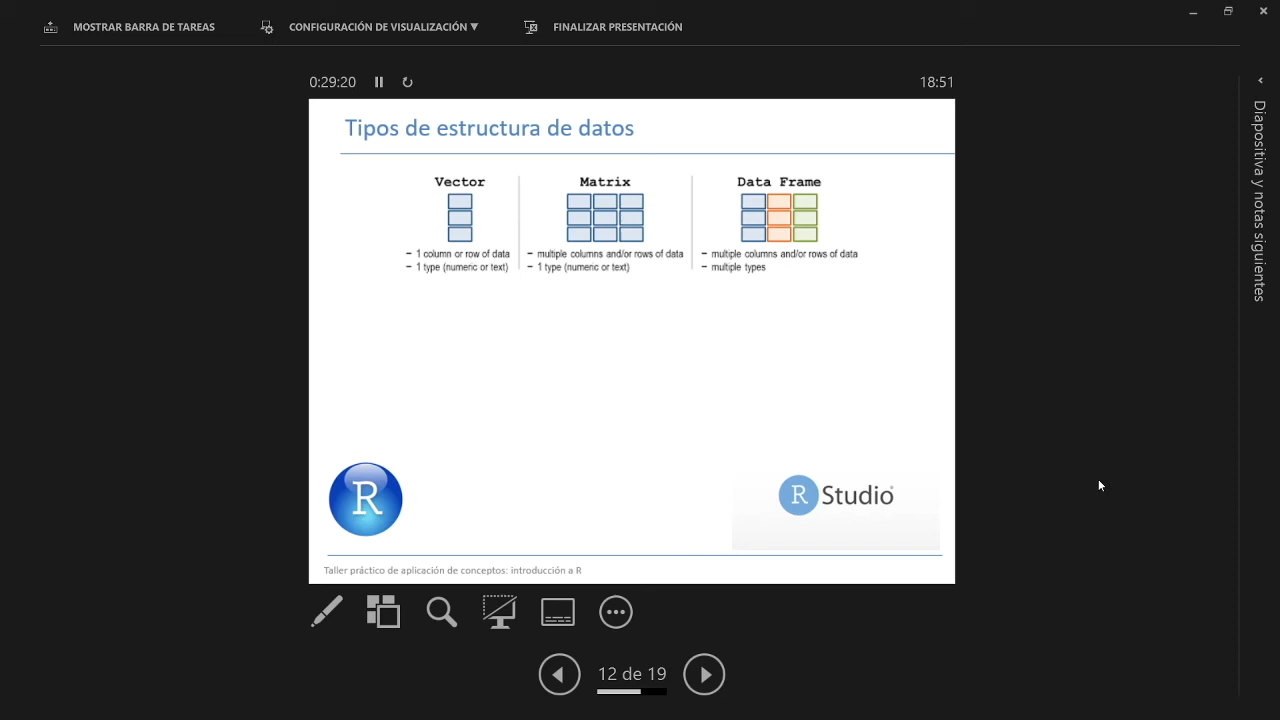 MOSTRAR BARRA DE TAREAS CONFIGURACIÓN DE VISUALIZACIÓN ▼ FINALIZAR PRESENTACIÓN
0:29:20 18:51
Tipos de estructura de datos
Vector Matrix Data Frame
- 1 column or row of data - multiple columns and/or rows of data - multiple columns and/or rows of data
- 1 type (numeric or text) - 1 type (numeric or text) - multiple types
R R Studio
Taller práctico de aplicación de conceptos: introducción a R
12 de 19
Diapositiva y notas siguientes